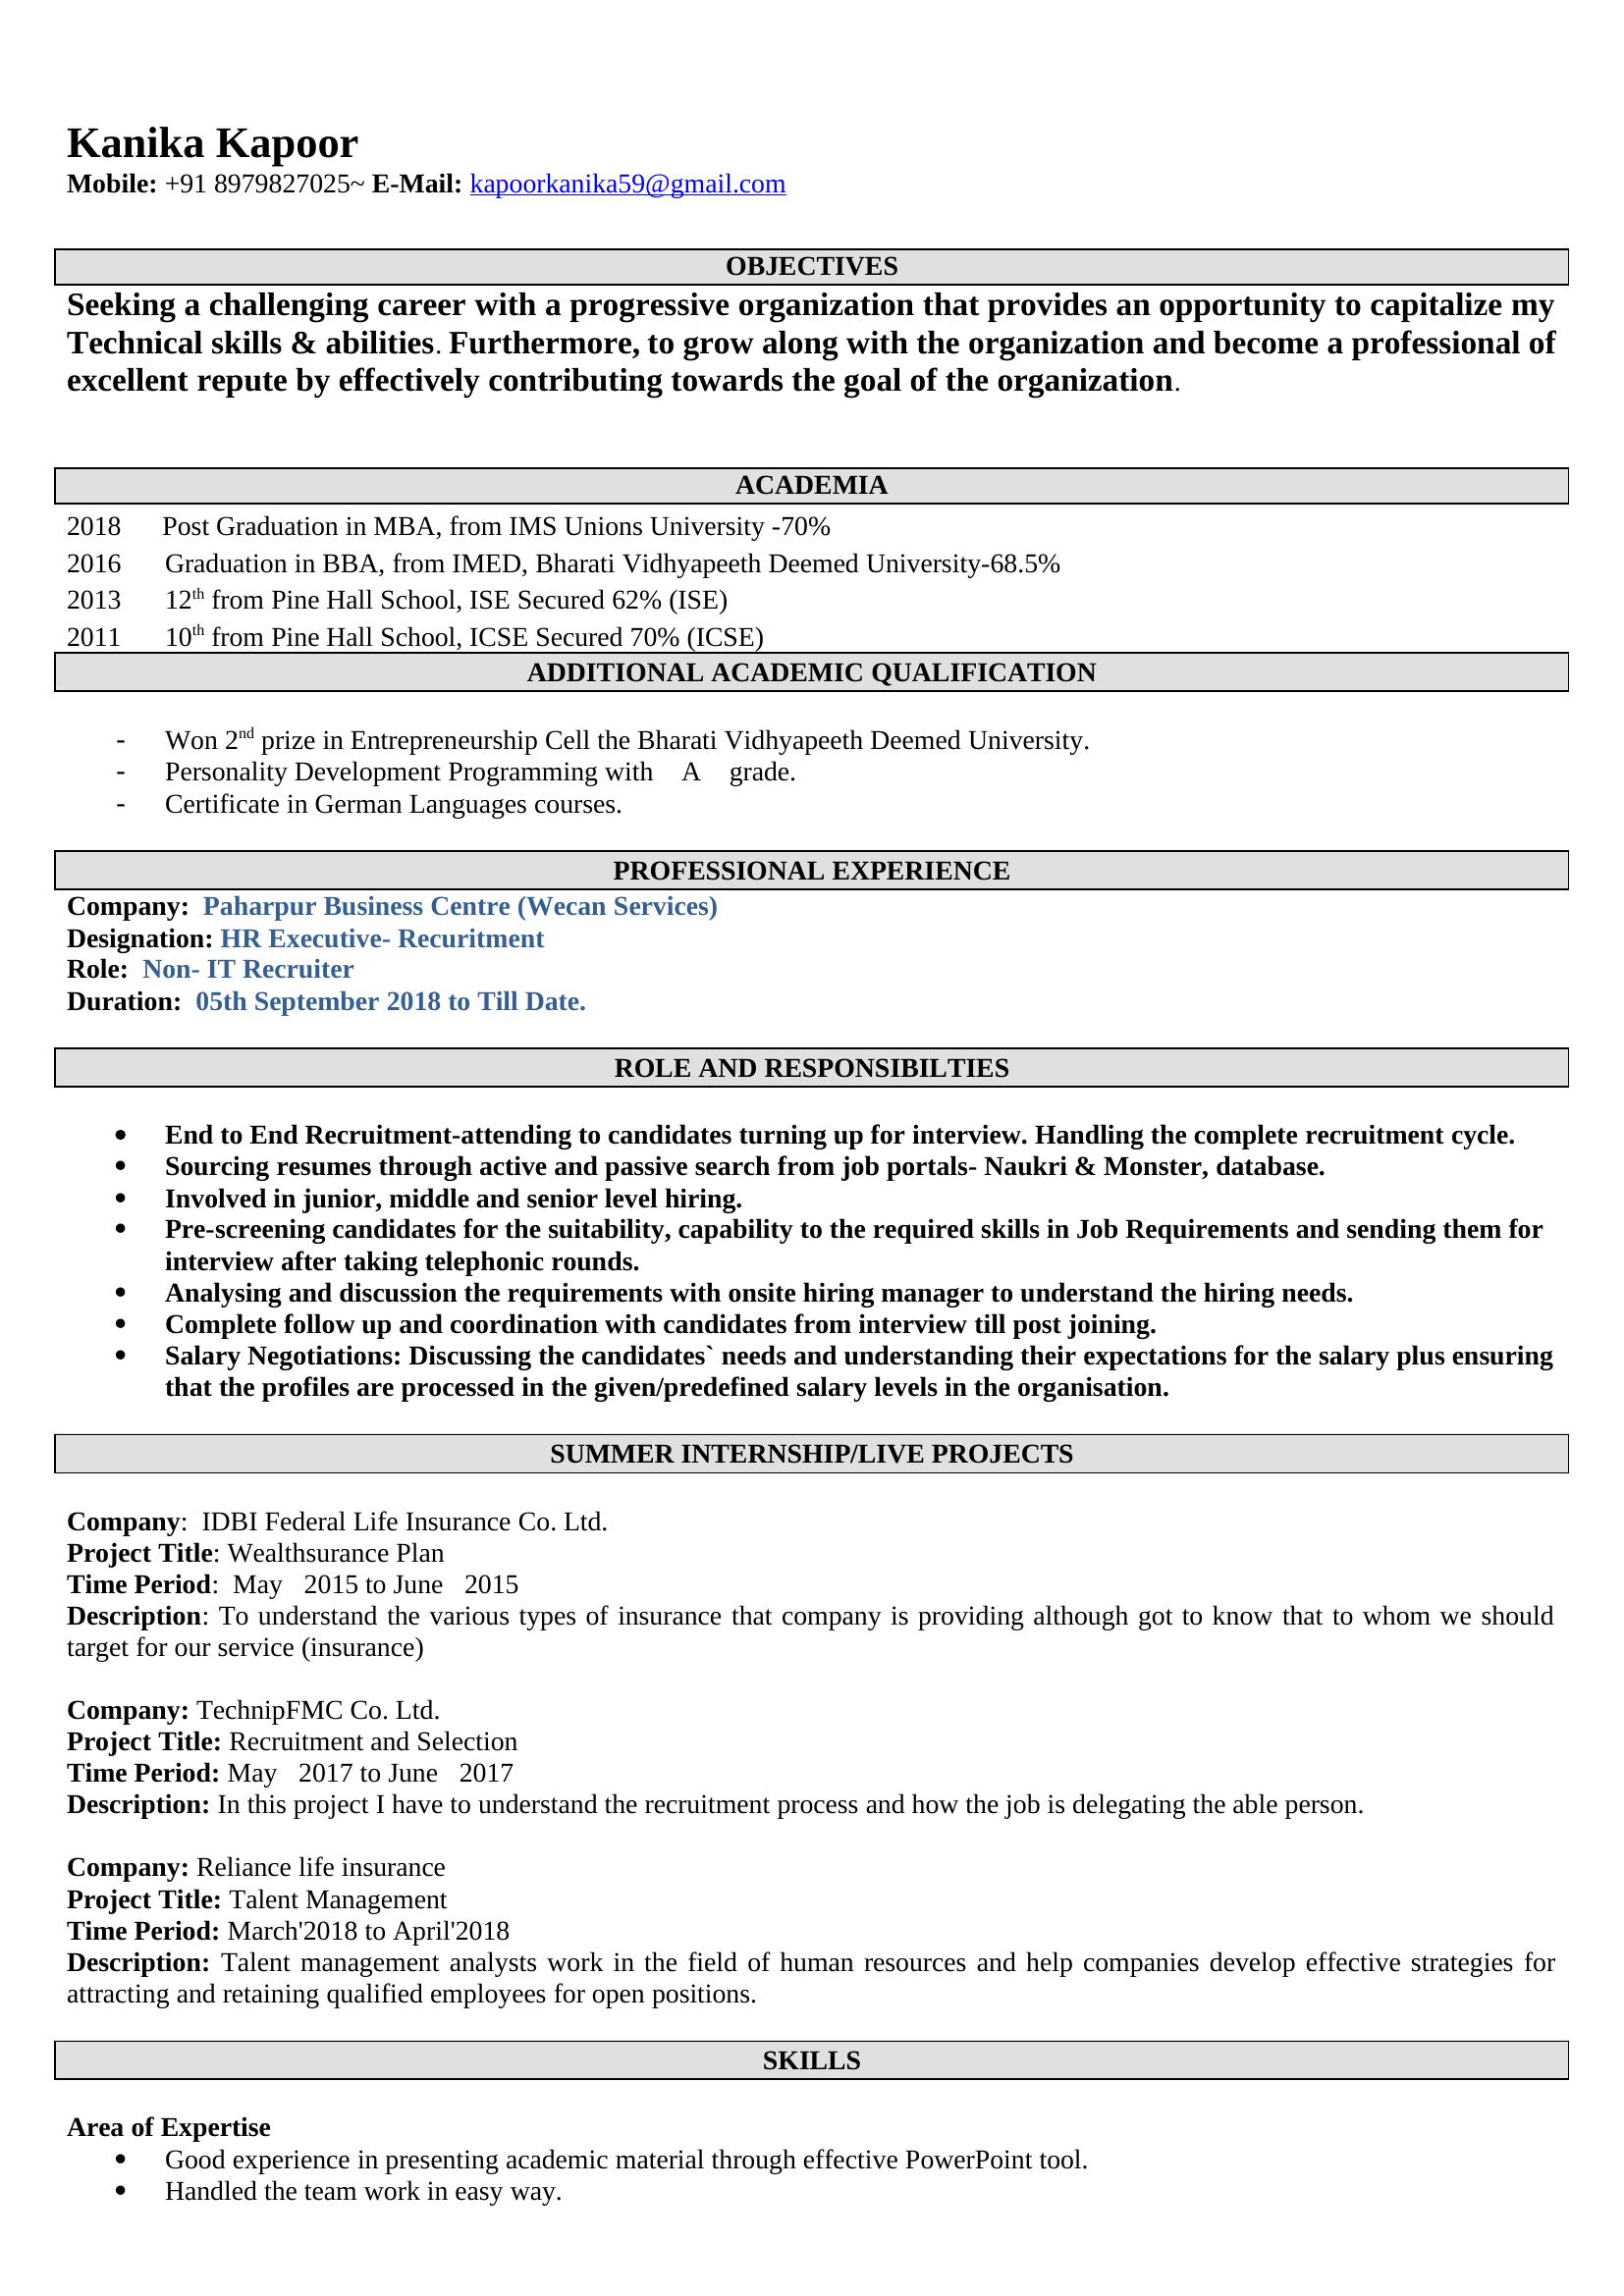 Kanika Kapoor
Mobile: +91 8979827025~ E-Mail: kapoorkanika59@gmail.com
OBJECTIVES
Seeking a challenging career with a progressive organization that provides an opportunity to capitalize my
Technical skills & abilities. Furthermore, to grow along with the organization and become a professional of
excellent repute by effectively contributing towards the goal of the organization.
ACADEMIA
2018 Post Graduation in MBA, from IMS Unions University -70%
2016 Graduation in BBA, from IMED, Bharati Vidhyapeeth Deemed University-68.5%
2013 12th from Pine Hall School, ISE Secured 62% (ISE)
2011 10th from Pine Hall School, ICSE Secured 70% (ICSE)
ADDITIONAL ACADEMIC QUALIFICATION
- Won 2nd prize in Entrepreneurship Cell the Bharati Vidhyapeeth Deemed University.
- Personality Development Programming with A grade.
- Certificate in German Languages courses.
PROFESSIONAL EXPERIENCE
Company: Paharpur Business Centre (Wecan Services)
Designation: HR Executive- Recuritment
Role: Non- IT Recruiter
Duration: 05th September 2018 to Till Date.
ROLE AND RESPONSIBILTIES
• End to End Recruitment-attending to candidates turning up for interview. Handling the complete recruitment cycle.
• Sourcing resumes through active and passive search from job portals- Naukri & Monster, database.
• Involved in junior, middle and senior level hiring.
• Pre-screening candidates for the suitability, capability to the required skills in Job Requirements and sending them for
interview after taking telephonic rounds.
• Analysing and discussion the requirements with onsite hiring manager to understand the hiring needs.
• Complete follow up and coordination with candidates from interview till post joining.
• Salary Negotiations: Discussing the candidates` needs and understanding their expectations for the salary plus ensuring
that the profiles are processed in the given/predefined salary levels in the organisation.
SUMMER INTERNSHIP/LIVE PROJECTS
Company: IDBI Federal Life Insurance Co. Ltd.
Project Title: Wealthsurance Plan
Time Period: May 2015 to June 2015
Description: To understand the various types of insurance that company is providing although got to know that to whom we should
target for our service (insurance)
Company: TechnipFMC Co. Ltd.
Project Title: Recruitment and Selection
Time Period: May 2017 to June 2017
Description: In this project I have to understand the recruitment process and how the job is delegating the able person.
Company: Reliance life insurance
Project Title: Talent Management
Time Period: March'2018 to April'2018
Description: Talent management analysts work in the field of human resources and help companies develop effective strategies for
attracting and retaining qualified employees for open positions.
SKILLS
Area of Expertise
• Good experience in presenting academic material through effective PowerPoint tool.
• Handled the team work in easy way.